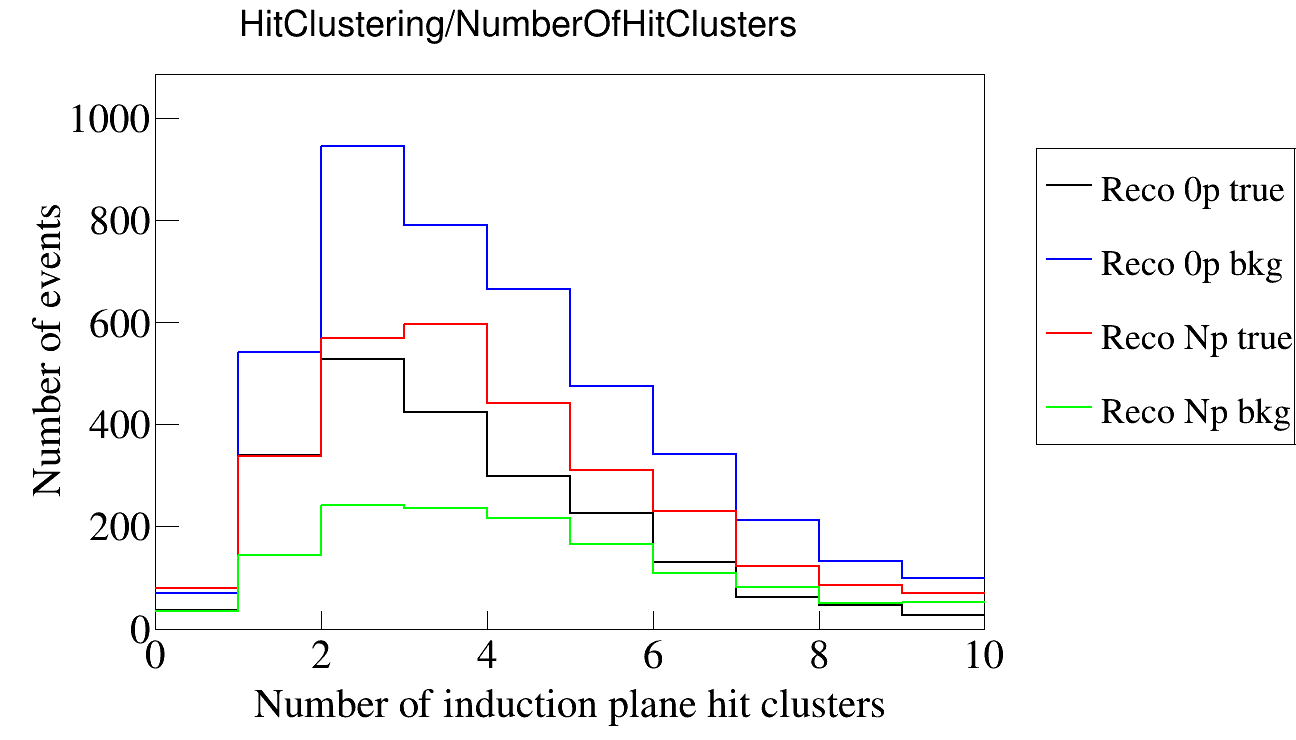 HitClustering/NumberOfHitClusters
Number of events
1000
800
600
400
200
0
0 2 4 6 8 10
Number of induction plane hit clusters
Reco 0p true
Reco 0p bkg
Reco Np true
Reco Np bkg